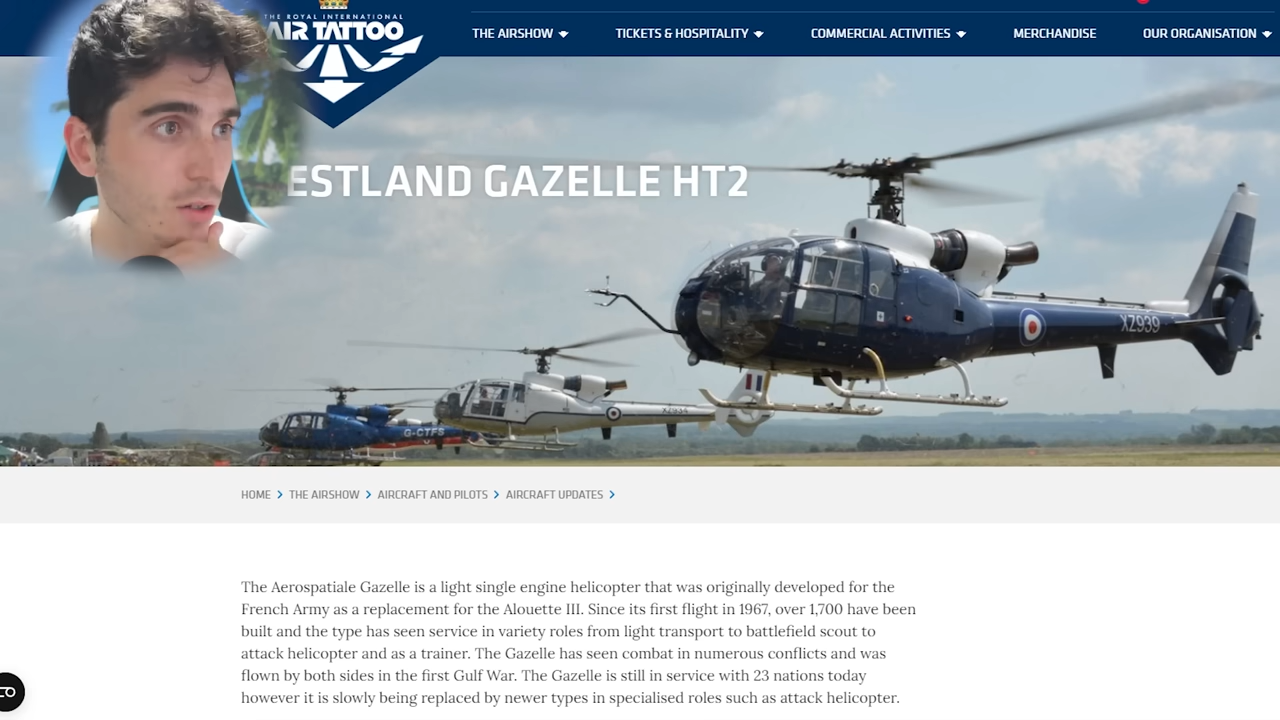 THE ROYAL INTERNATIONAL
AIR TATTOO
THE AIRSHOW
TICKETS & HOSPITALITY
COMMERCIAL ACTIVITIES
MERCHANDISE
OUR ORGANISATION
ESTLAND GAZELLE HT2
XZ939
XZ934
G-CTFS
HOME
THE AIRSHOW
AIRCRAFT AND PILOTS
AIRCRAFT UPDATES
The Aerospatiale Gazelle is a light single engine helicopter that was originally developed for the
French Army as a replacement for the Alouette III. Since its first flight in 1967, over 1,700 have been
built and the type has seen service in variety roles from light transport to battlefield scout to
attack helicopter and as a trainer. The Gazelle has seen combat in numerous conflicts and was
flown by both sides in the first Gulf War. The Gazelle is still in service with 23 nations today
however it is slowly being replaced by newer types in specialised roles such as attack helicopter.